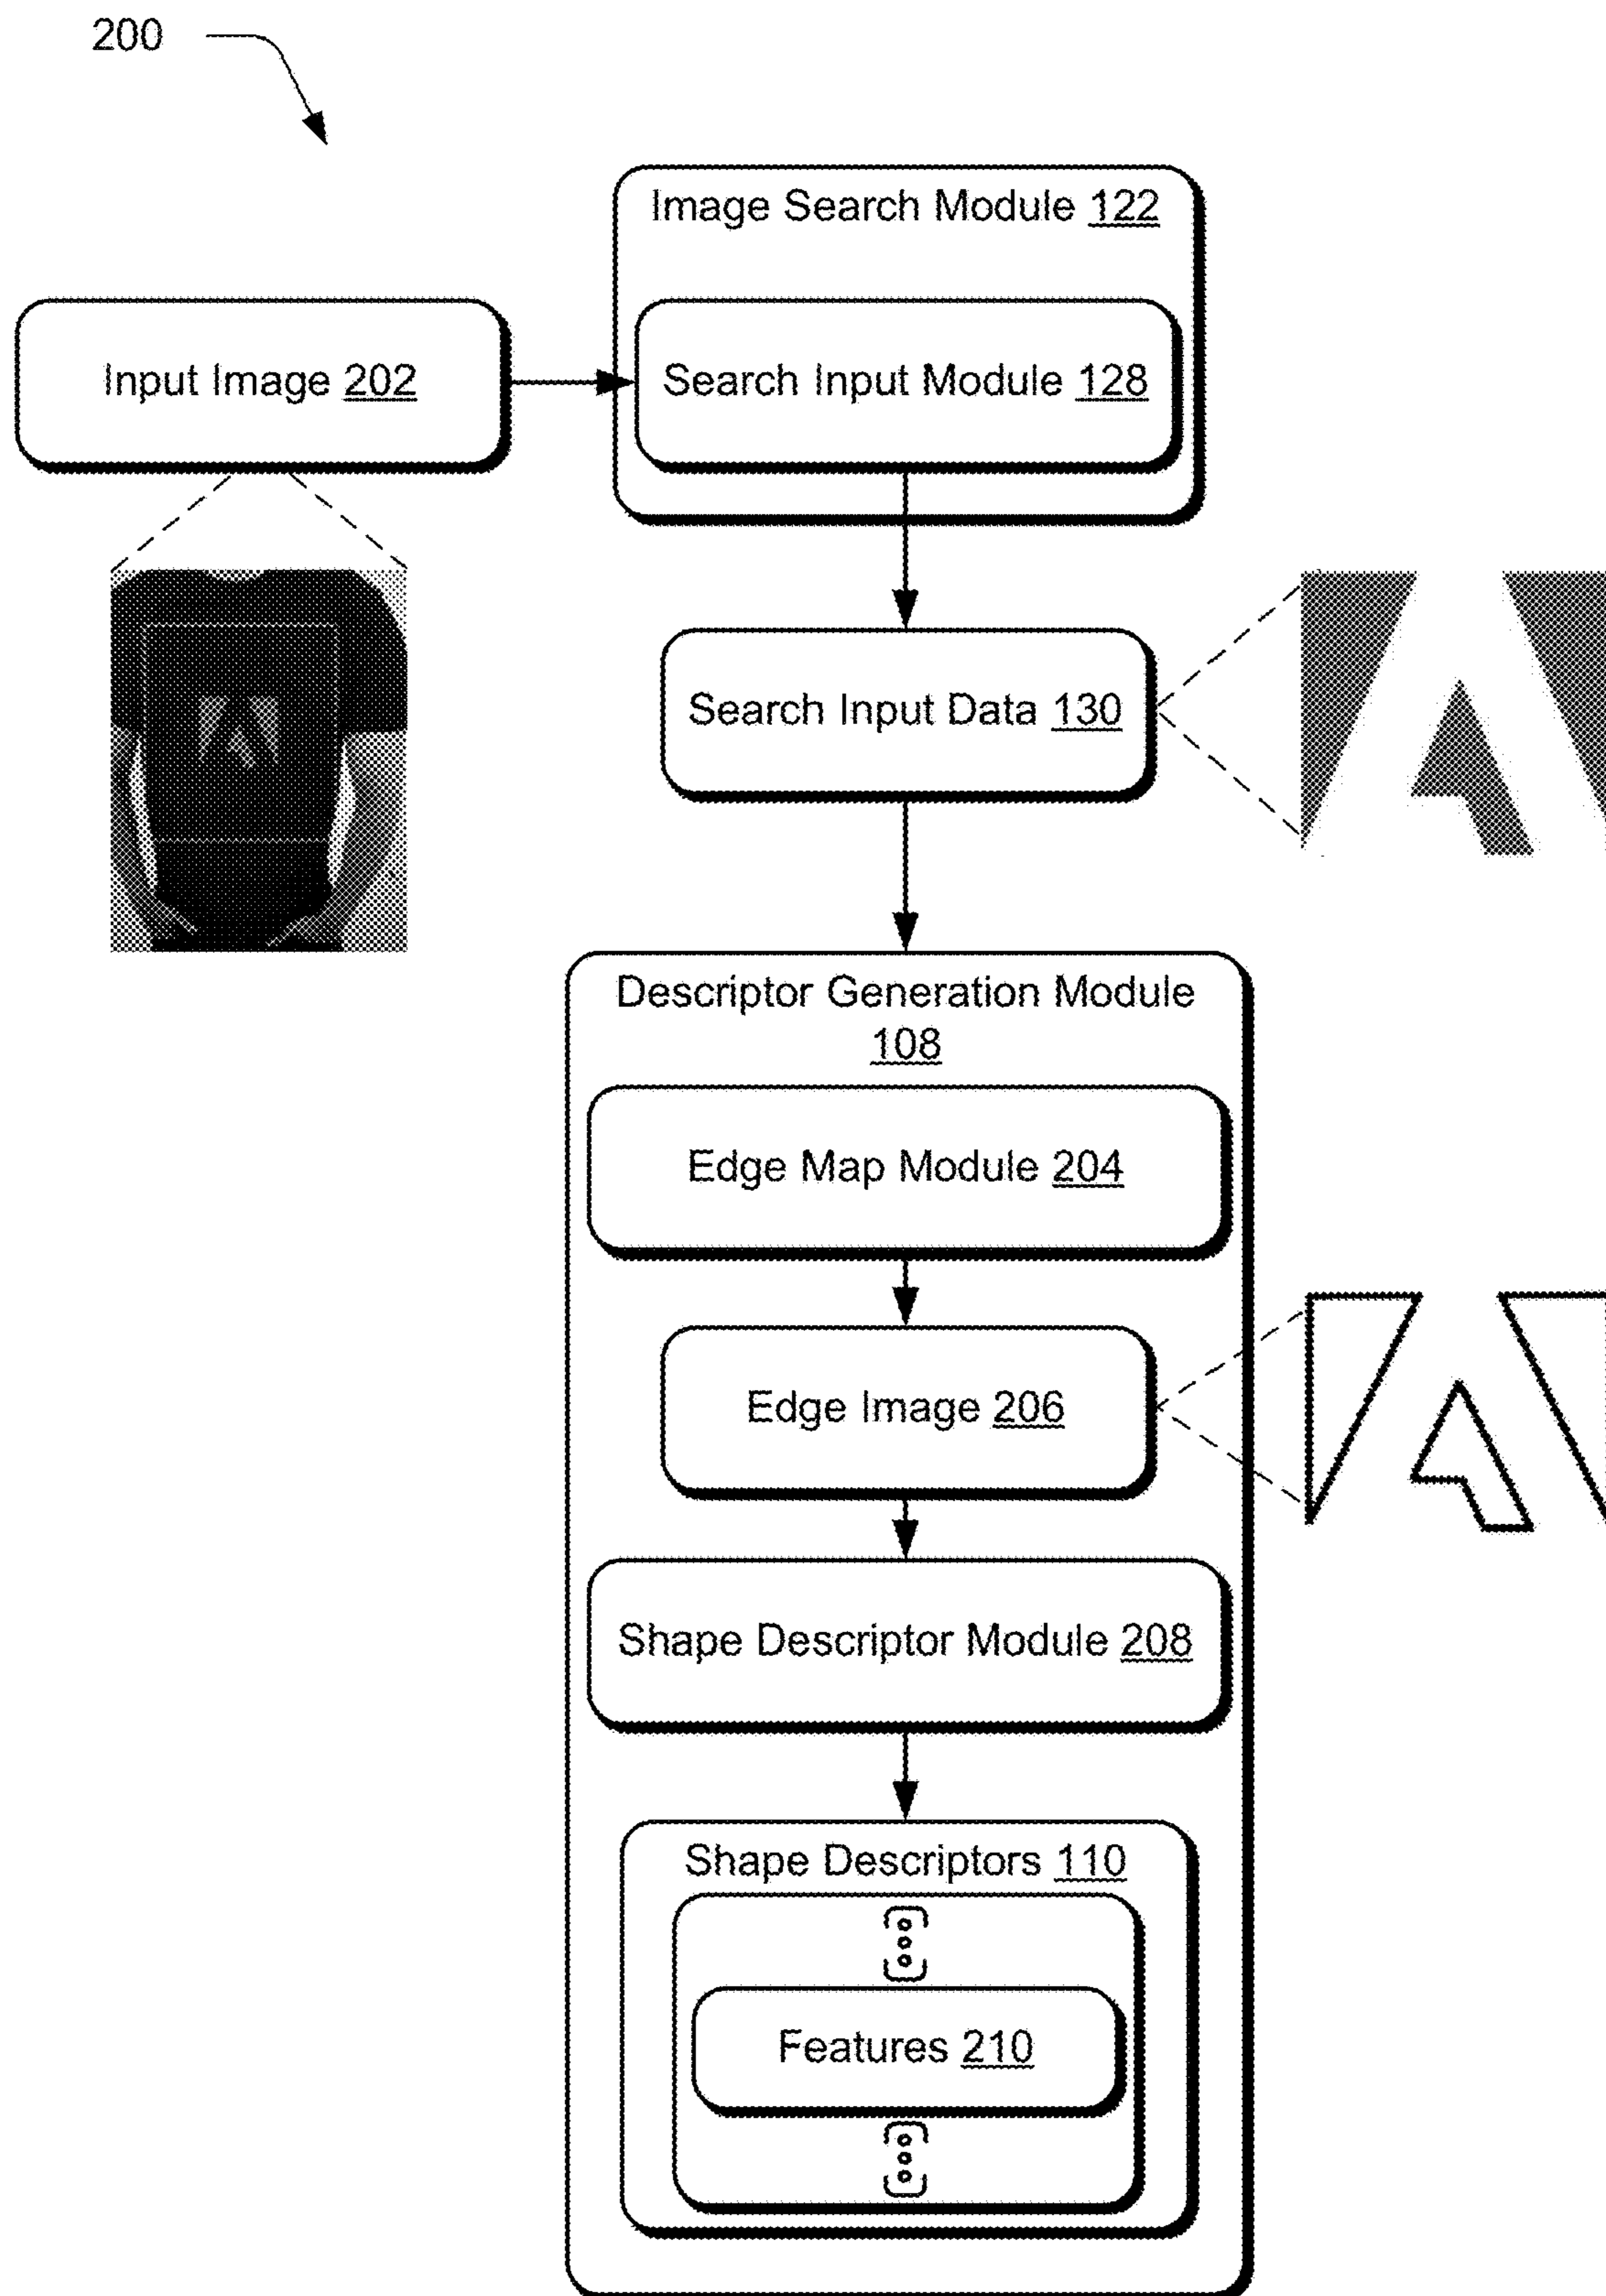 200
Image Search Module 122
Input Image 202
Search Input Module 128
Search Input Data 130
Descriptor Generation Module
108
Edge Map Module 204
Edge Image 206
Shape Descriptor Module 208
Shape Descriptors 110
Features 210